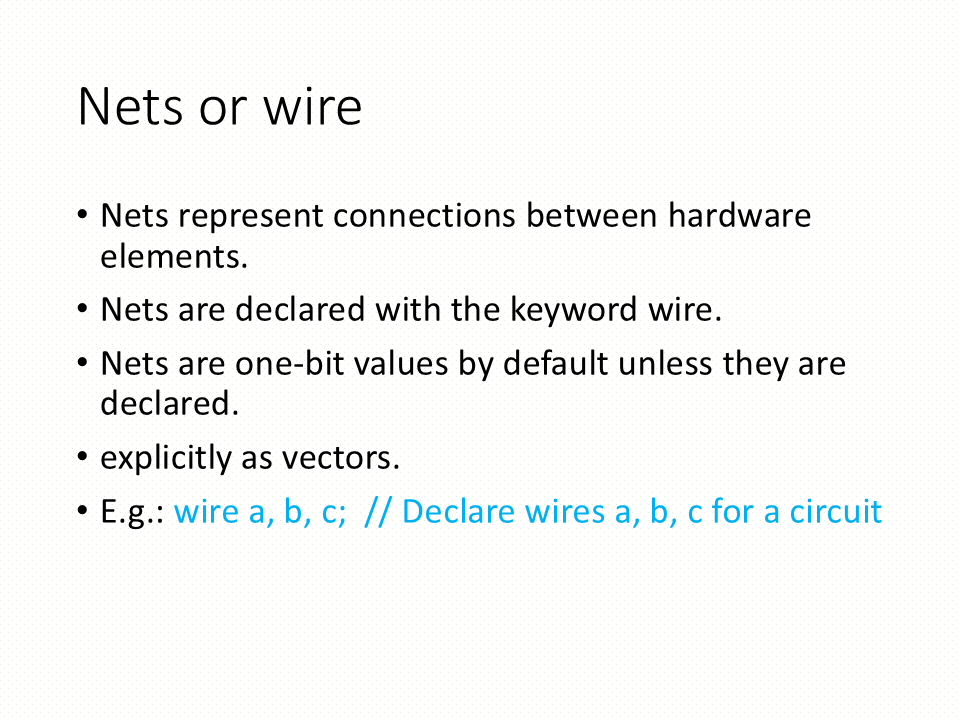 Nets or wire
• Nets represent connections between hardware
elements.
• Nets are declared with the keyword wire.
• Nets are one-bit values by default unless they are
declared.
• explicitly as vectors.
• E.g.: wire a, b, c;  // Declare wires a, b, c for a circuit